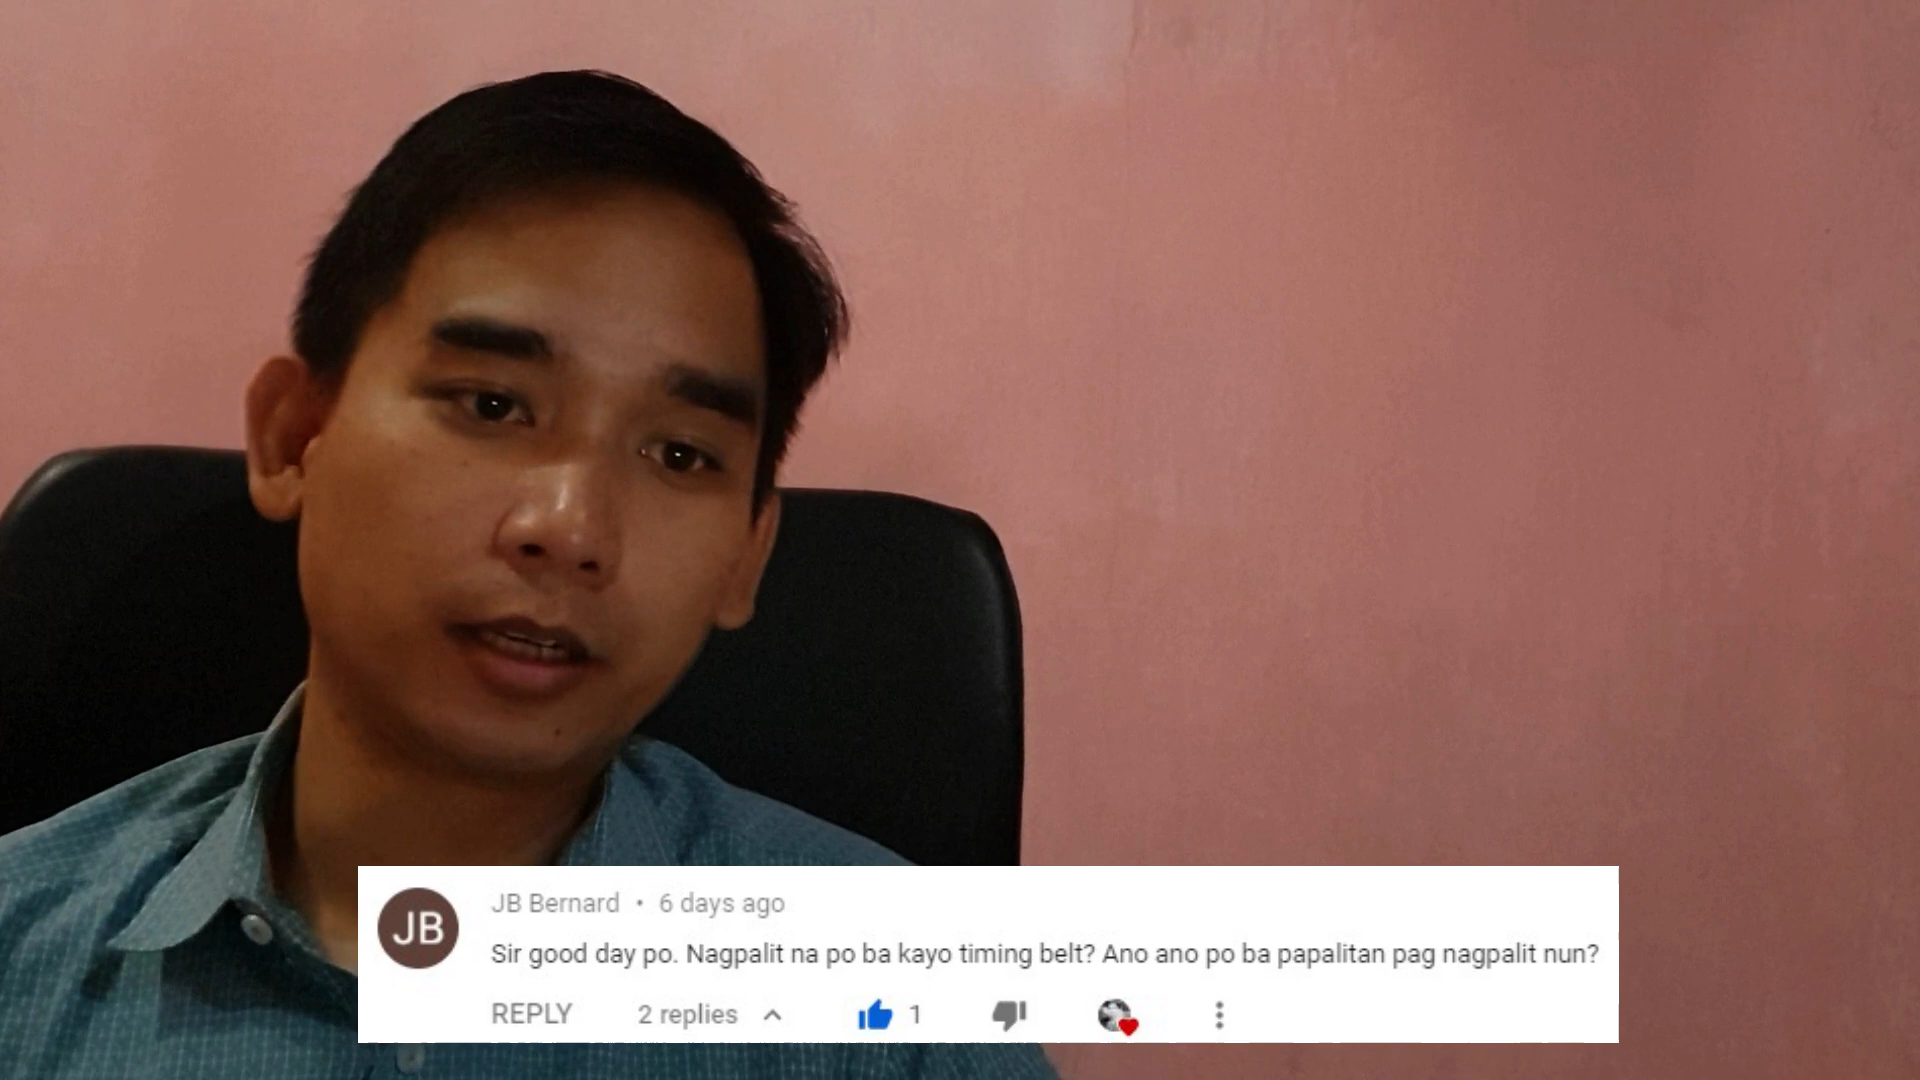 JB
JB Bernard • 6 days ago
Sir good day po. Nagpalit na po ba kayo timing belt? Ano ano po ba papalitan pag nagpalit nun?
REPLY 2 replies 1